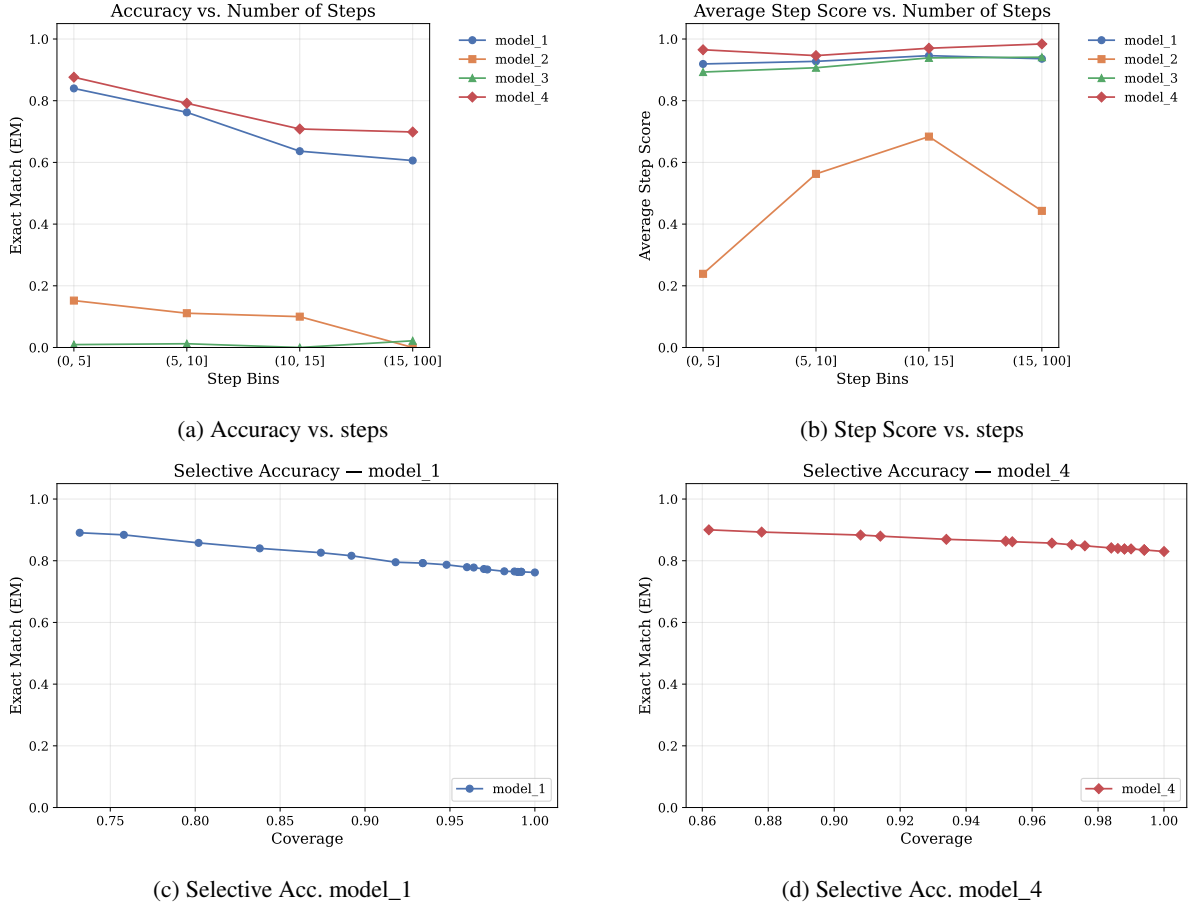 Accuracy vs. Number of Steps
Exact Match (EM)
1.0
0.8
0.6
0.4
0.2
0.0
(0, 5]
(5, 10]
(10, 15]
(15, 100]
Step Bins
model_1
model_2
model_3
model_4
(a) Accuracy vs. steps
Average Step Score vs. Number of Steps
Average Step Score
1.0
0.8
0.6
0.4
0.2
0.0
(0, 5]
(5, 10]
(10, 15]
(15, 100]
Step Bins
model_1
model_2
model_3
model_4
(b) Step Score vs. steps
Selective Accuracy — model_1
Exact Match (EM)
1.0
0.8
0.6
0.4
0.2
0.0
0.75
0.80
0.85
0.90
0.95
1.00
Coverage
model_1
(c) Selective Acc. model_1
Selective Accuracy — model_4
Exact Match (EM)
1.0
0.8
0.6
0.4
0.2
0.0
0.86
0.88
0.90
0.92
0.94
0.96
0.98
1.00
Coverage
model_4
(d) Selective Acc. model_4